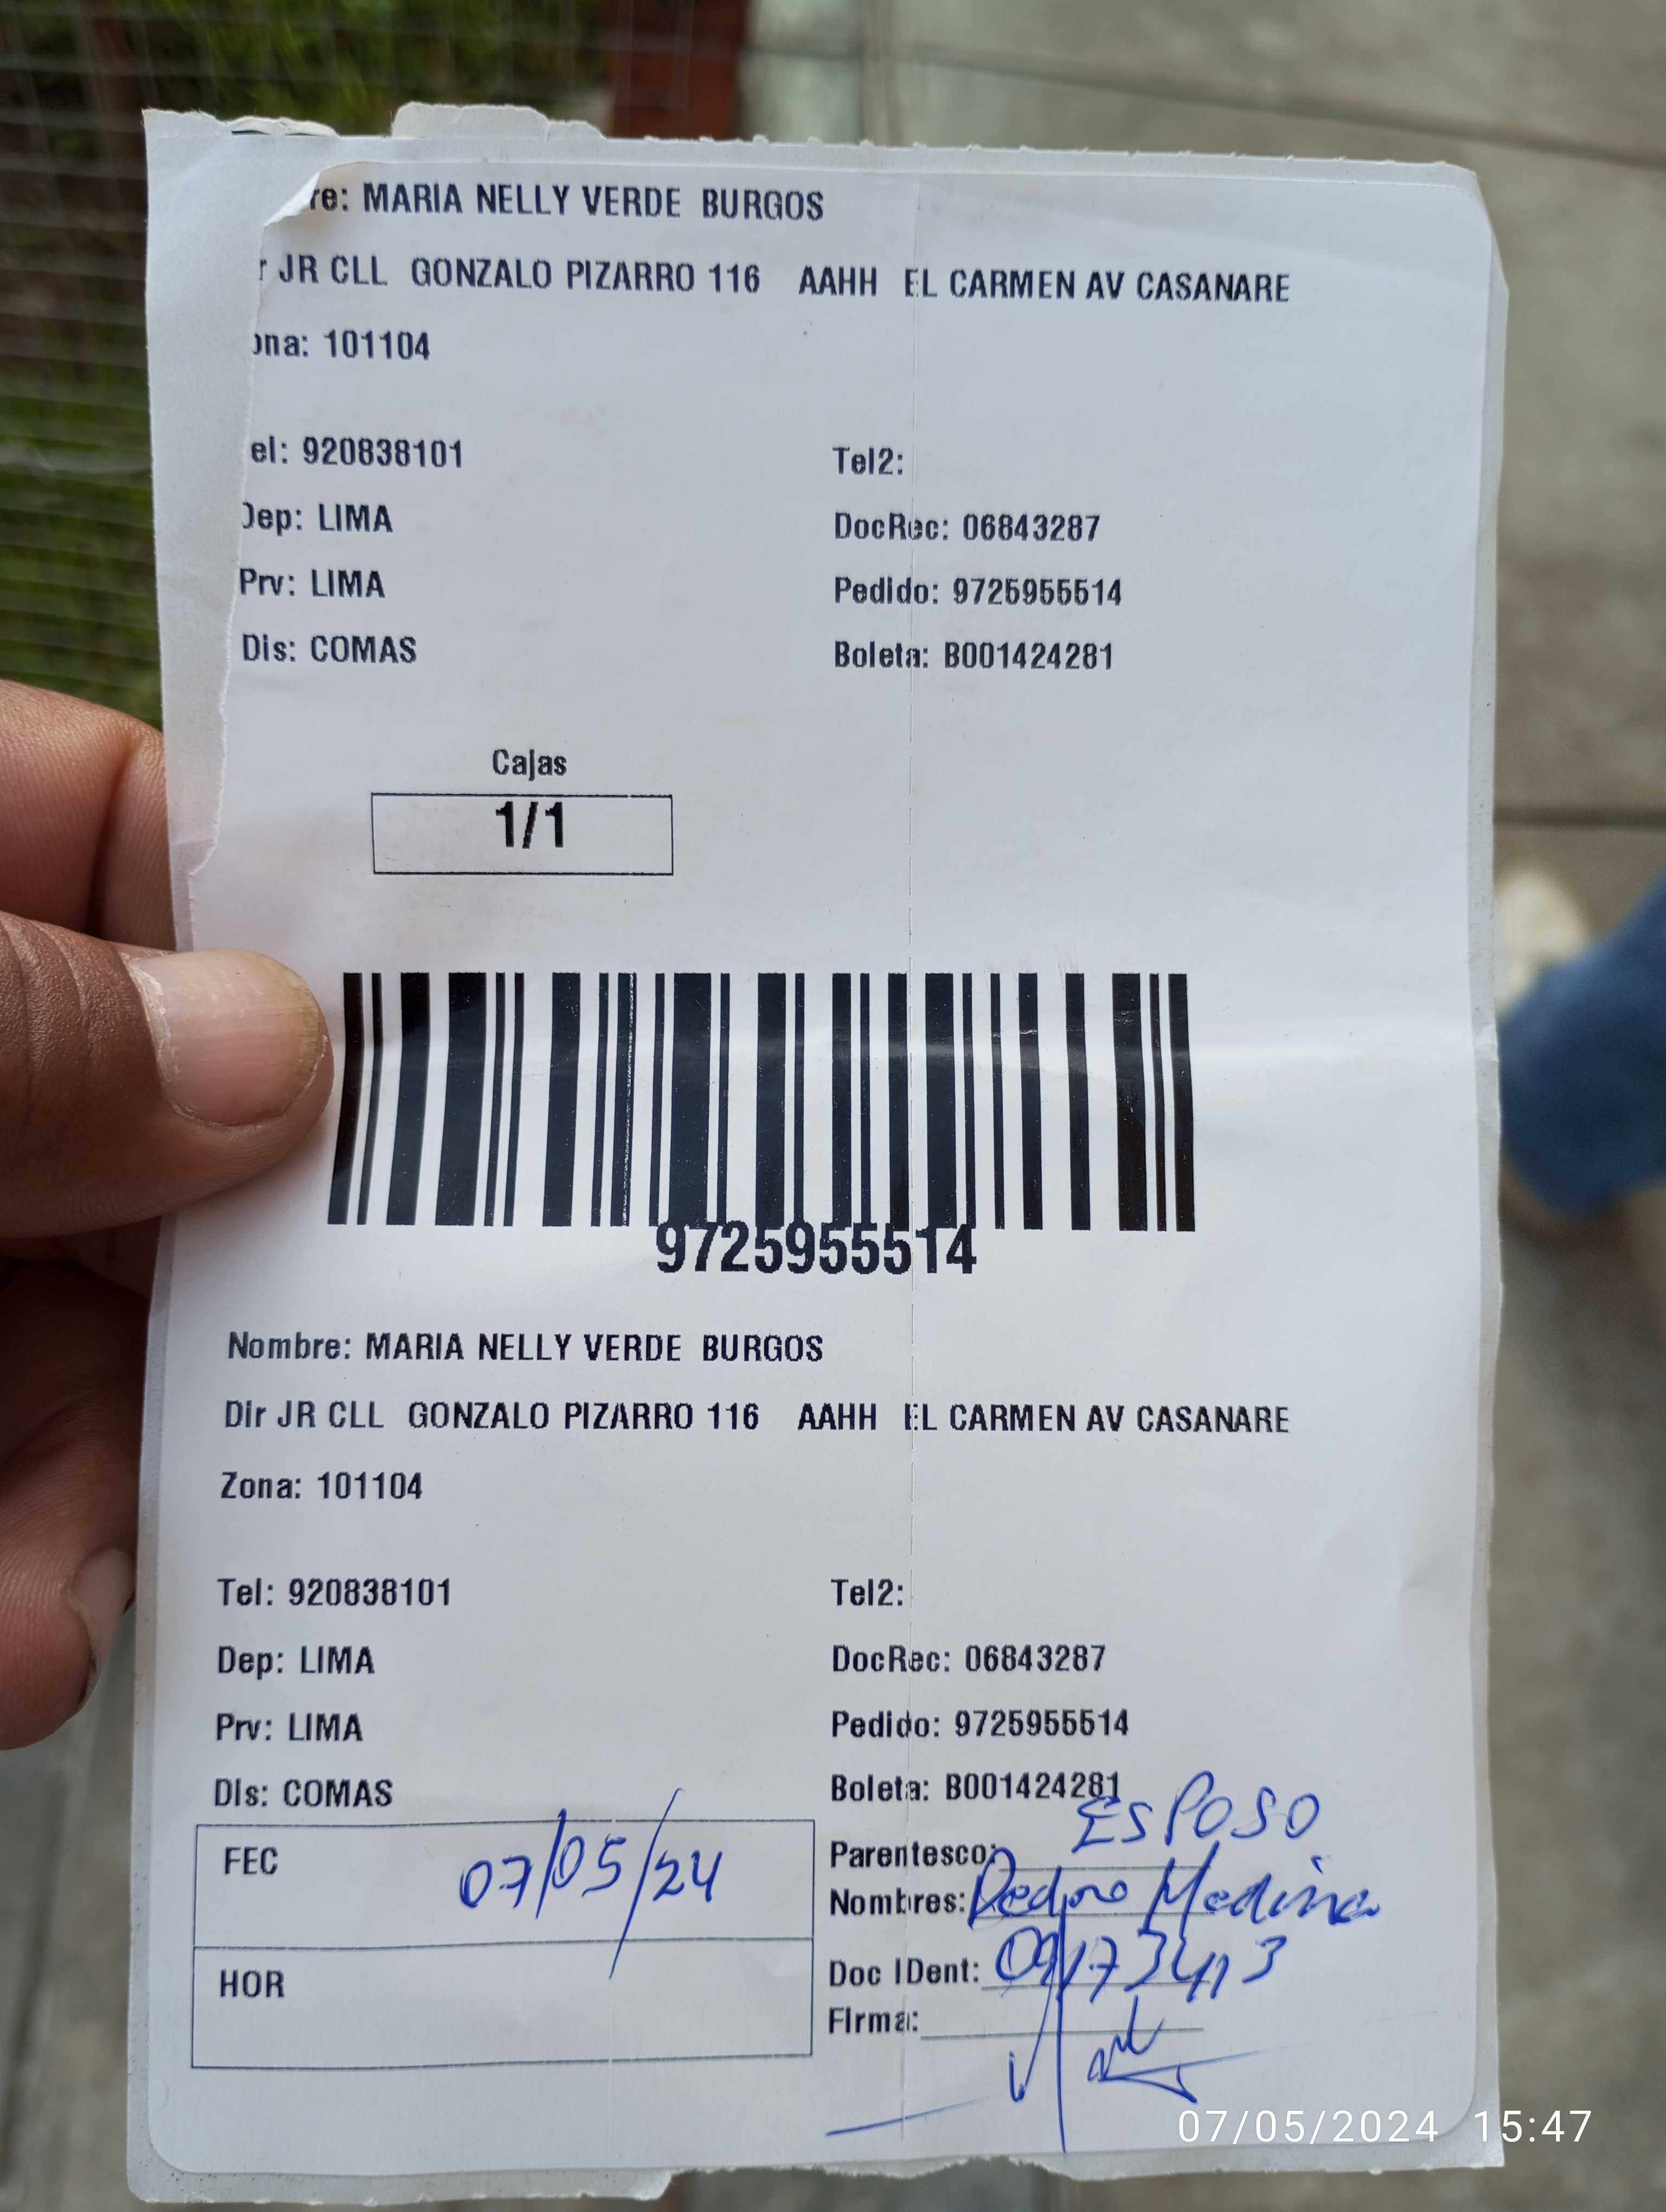 re: MARIA NELLY VERDE BURGOS
r JR CLL GONZALO PIZARRO 116 AAHH EL CARMEN AV CASANARE
ona: 101104
el: 920838101 Tel2:
Dep: LIMA DocRec: 06843287
Prv: LIMA Pedido: 9725955514
Dis: COMAS Boleta: B001424281
Cajas
1/1
9725955514
Nombre: MARIA NELLY VERDE BURGOS
Dir JR CLL GONZALO PIZARRO 116 AAHH EL CARMEN AV CASANARE
Zona: 101104
Tel: 920838101 Tel2:
Dep: LIMA DocRec: 06843287
Prv: LIMA Pedido: 9725955514
Dis: COMAS Boleta: B001424281
FEC 07/05/24 Parentesco: ESPOSO
Nombres: Pedro Medina
HOR Doc IDent:
Firma:
07/05/2024 15:47